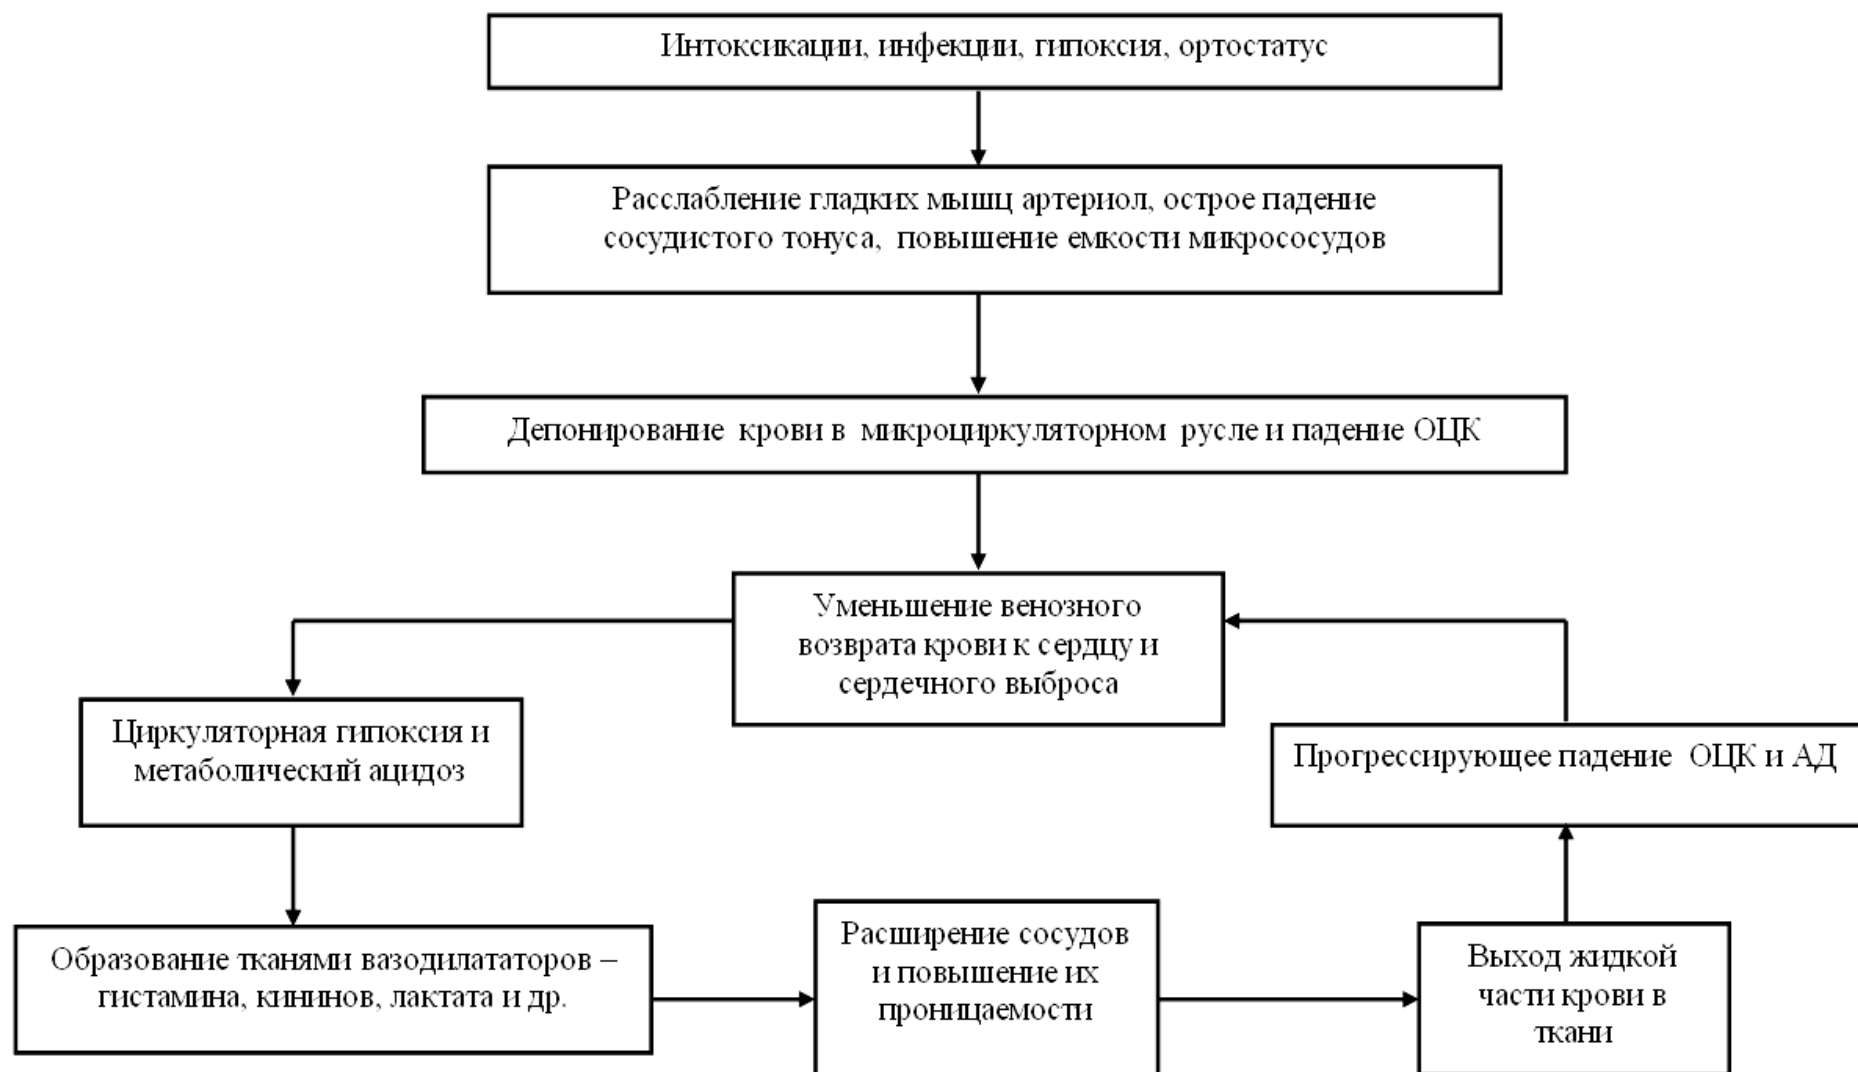 Интоксикации, инфекции, гипоксия, ортостатус
Расслабление гладких мышц артериол, острое падение
сосудистого тонуса, повышение емкости микрососудов
Депонирование крови в микроциркуляторном русле и падение ОЦК
Уменьшение венозного
возврата крови к сердцу и
сердечного выброса
Циркуляторная гипоксия и
метаболический ацидоз
Прогрессирующее падение ОЦК и АД
Образование тканями вазодилататоров –
гистамина, кининов, лактата и др.
Расширение сосудов
и повышение их
проницаемости
Выход жидкой
части крови в
ткани